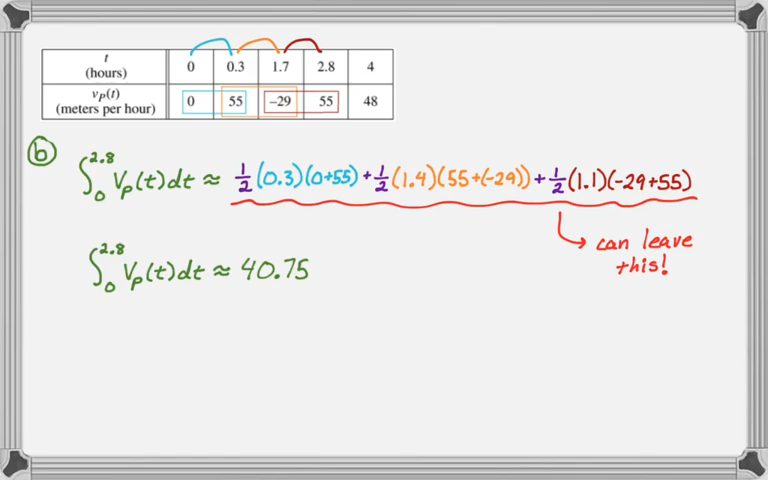 t (hours) 0 0.3 1.7 2.8 4
v_P(t) (meters per hour) 0 55 −29 55 48
b
∫₀^2.8 Vₚ(t)dt ≈ ½(0.3)(0+55)+½(1.4)(55+(-29))+½(1.1)(-29+55)
can leave
this!
∫₀^2.8 Vₚ(t)dt ≈ 40.75